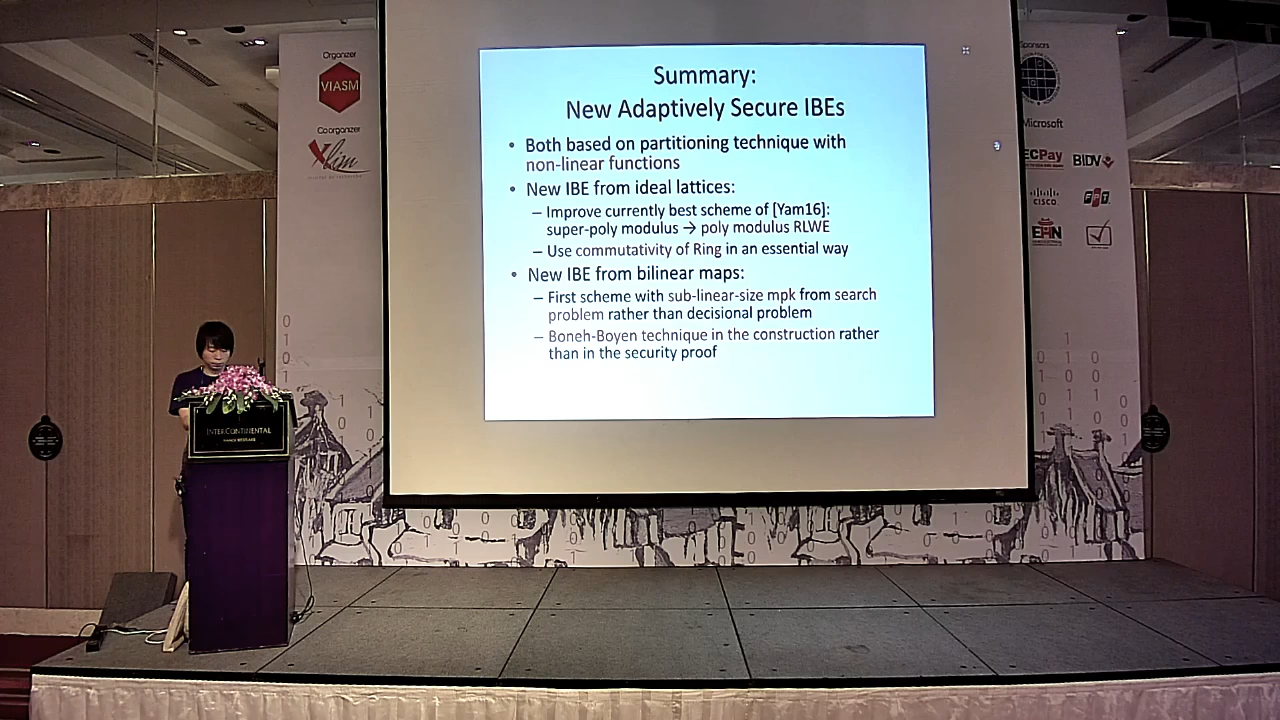 Organizer
VIASM
Coorganizer
Xlim
Summary:
New Adaptively Secure IBEs
• Both based on partitioning technique with
non-linear functions
• New IBE from ideal lattices:
– Improve currently best scheme of [Yam16]:
super-poly modulus → poly modulus RLWE
– Use commutativity of Ring in an essential way
• New IBE from bilinear maps:
– First scheme with sub-linear-size mpk from search
problem rather than decisional problem
– Boneh-Boyen technique in the construction rather
than in the security proof
Sponsors
Microsoft
ECPay
BIDV
CISCO
FPT
INTERCONTINENTAL